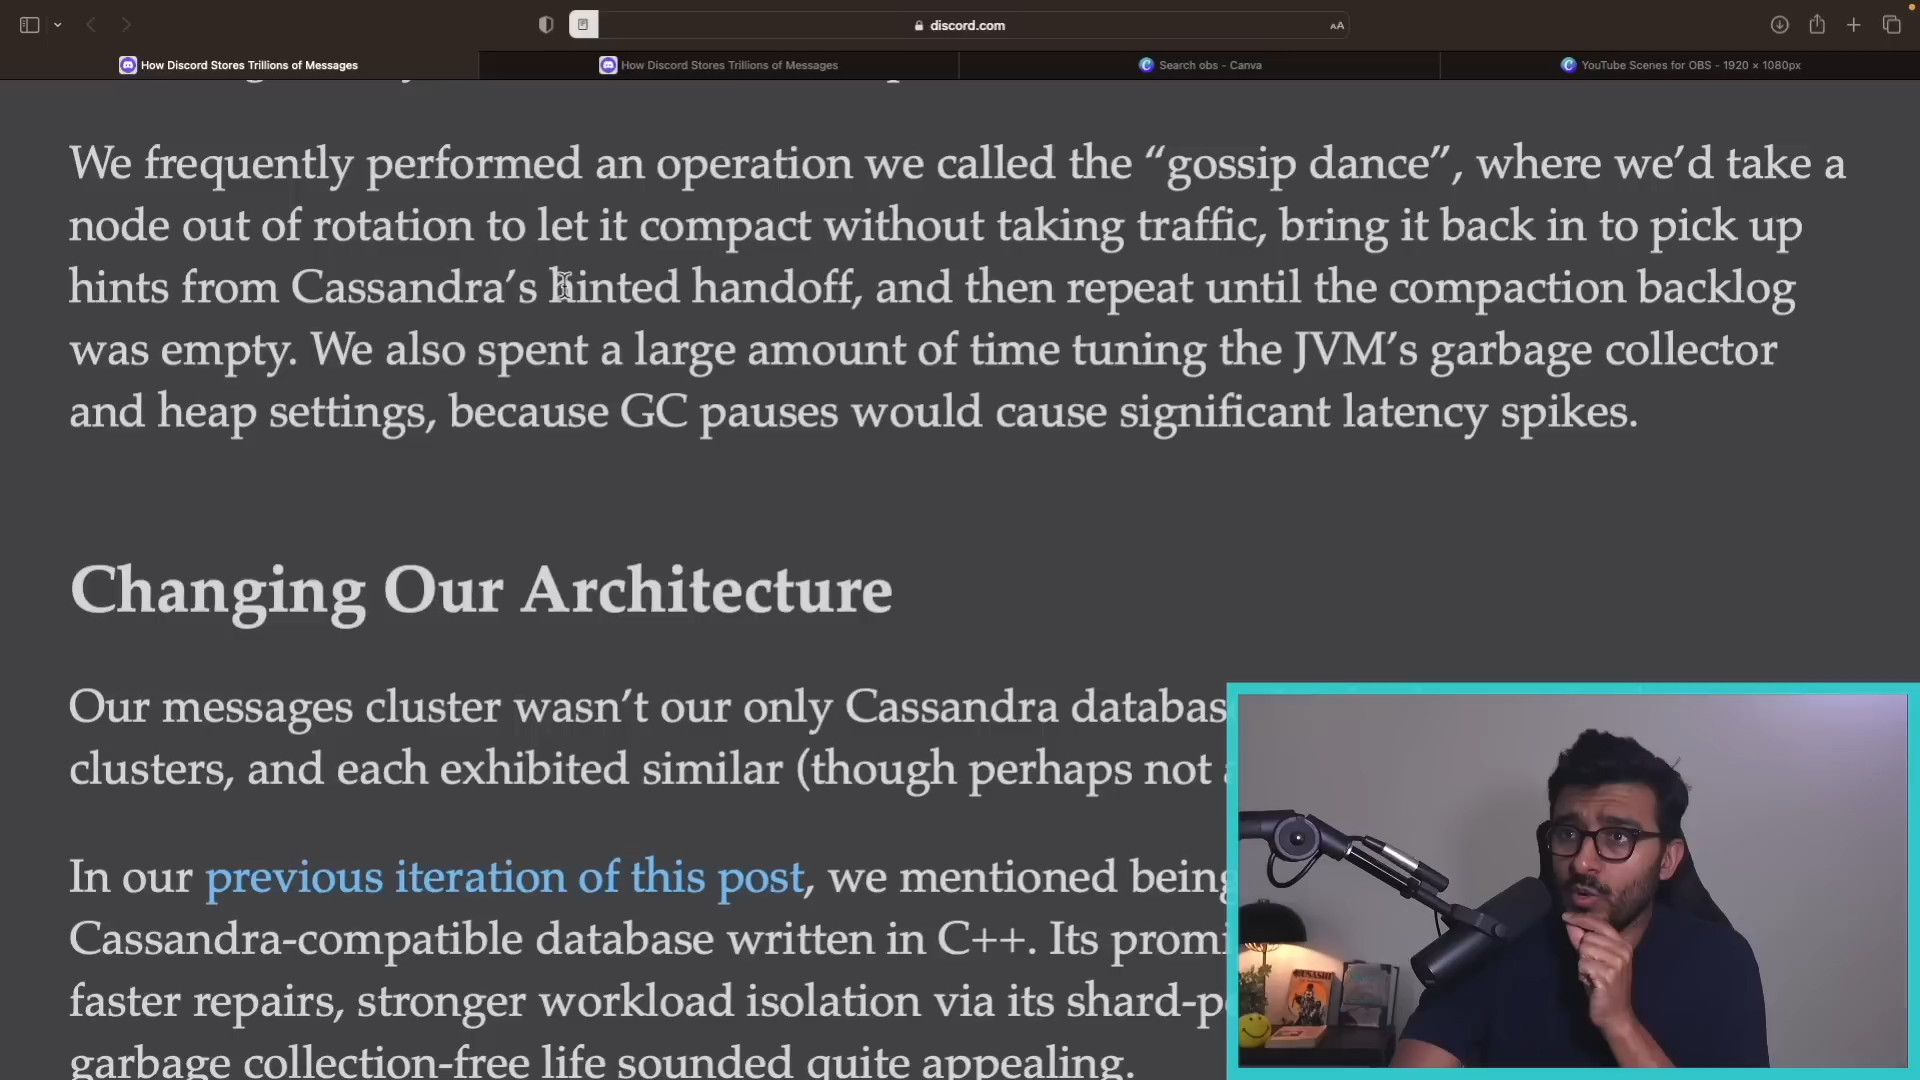 discord.com
AA
How Discord Stores Trillions of Messages
How Discord Stores Trillions of Messages
Search obs - Canva
YouTube Scenes for OBS - 1920 × 1080px
We frequently performed an operation we called the “gossip dance”, where we’d take a
node out of rotation to let it compact without taking traffic, bring it back in to pick up
hints from Cassandra’s hinted handoff, and then repeat until the compaction backlog
was empty. We also spent a large amount of time tuning the JVM’s garbage collector
and heap settings, because GC pauses would cause significant latency spikes.
Changing Our Architecture
Our messages cluster wasn’t our only Cassandra databas
clusters, and each exhibited similar (though perhaps not
In our previous iteration of this post, we mentioned being
Cassandra-compatible database written in C++. Its promi
faster repairs, stronger workload isolation via its shard-p
garbage collection-free life sounded quite appealing.